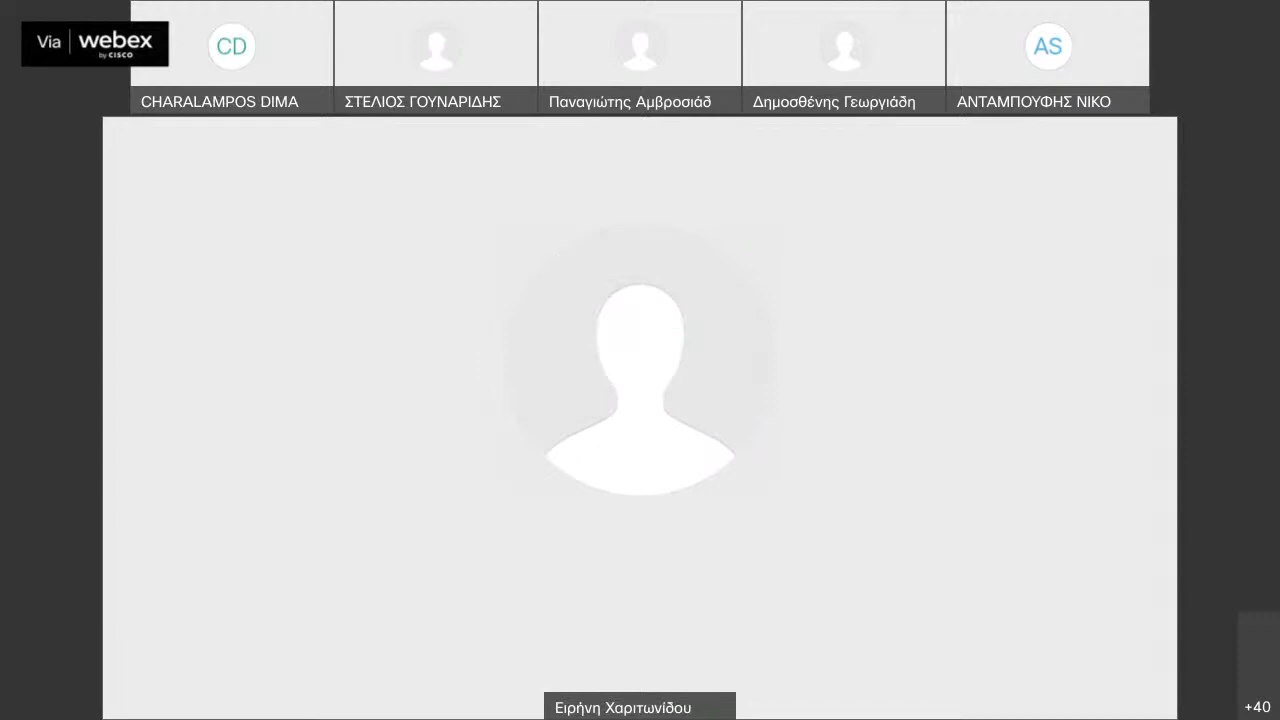 Via webex
by CISCO
CD
AS
CHARALAMPOS DIMA
ΣΤΕΛΙΟΣ ΓΟΥΝΑΡΙΔΗΣ
Παναγιώτης Αμβροσιάδ
Δημοσθένης Γεωργιάδη
ΑΝΤΑΜΠΟΥΦΗΣ ΝΙΚΟ
Ειρήνη Χαριτωνίδου
+40